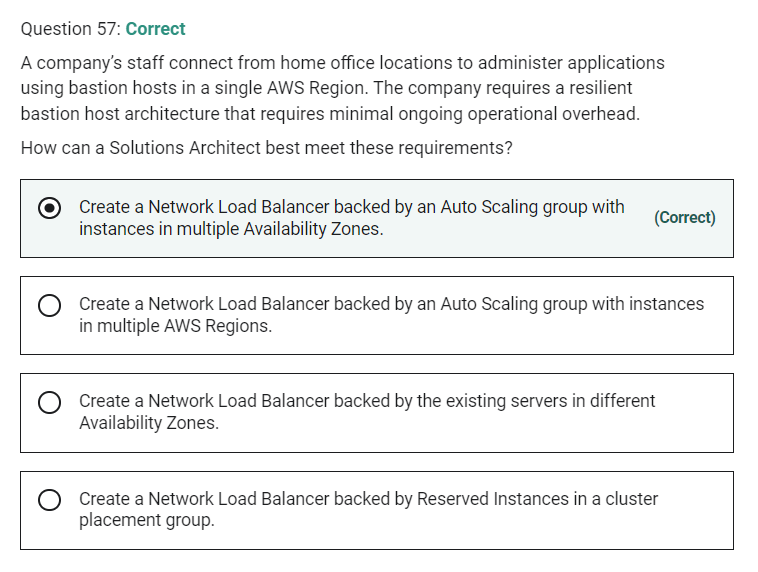 Question 57: Correct
A company's staff connect from home office locations to administer applications
using bastion hosts in a single AWS Region. The company requires a resilient
bastion host architecture that requires minimal ongoing operational overhead.
How can a Solutions Architect best meet these requirements?
Create a Network Load Balancer backed by an Auto Scaling group with
instances in multiple Availability Zones.
(Correct)
Create a Network Load Balancer backed by an Auto Scaling group with instances
in multiple AWS Regions.
Create a Network Load Balancer backed by the existing servers in different
Availability Zones.
Create a Network Load Balancer backed by Reserved Instances in a cluster
placement group.